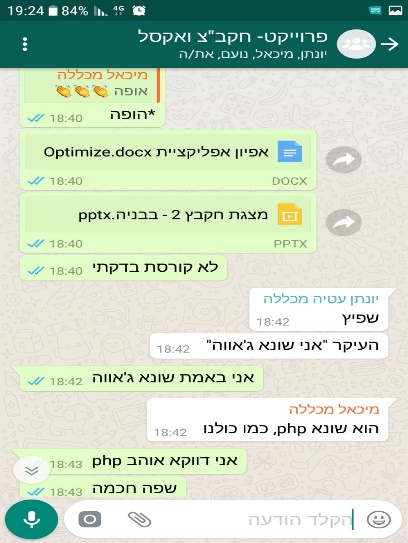 19:24 84% 4G
פרוייקט- חקב"צ ואקסל
יונתן, מיכאל, נועם, את/ה
מיכאל מכללה
אופה 👏👏👏
*הופה
18:40
אפיון אפליקציית Optimize.docx
18:40 DOCX
מצגת חקבץ 2 - בבניה.pptx
18:40 PPTX
לא קורסת בדקתי 18:40
יונתן עטיה מכללה
שפיץ 18:42
העיקר "אני שונא ג'אווה" 18:42
אני באמת שונא ג'אווה 18:42
מיכאל מכללה
הוא שונא php, כמו כולנו 18:42
אני דווקא אוהב php 18:43
שפה חכמה 18:43
הקלד הודעה